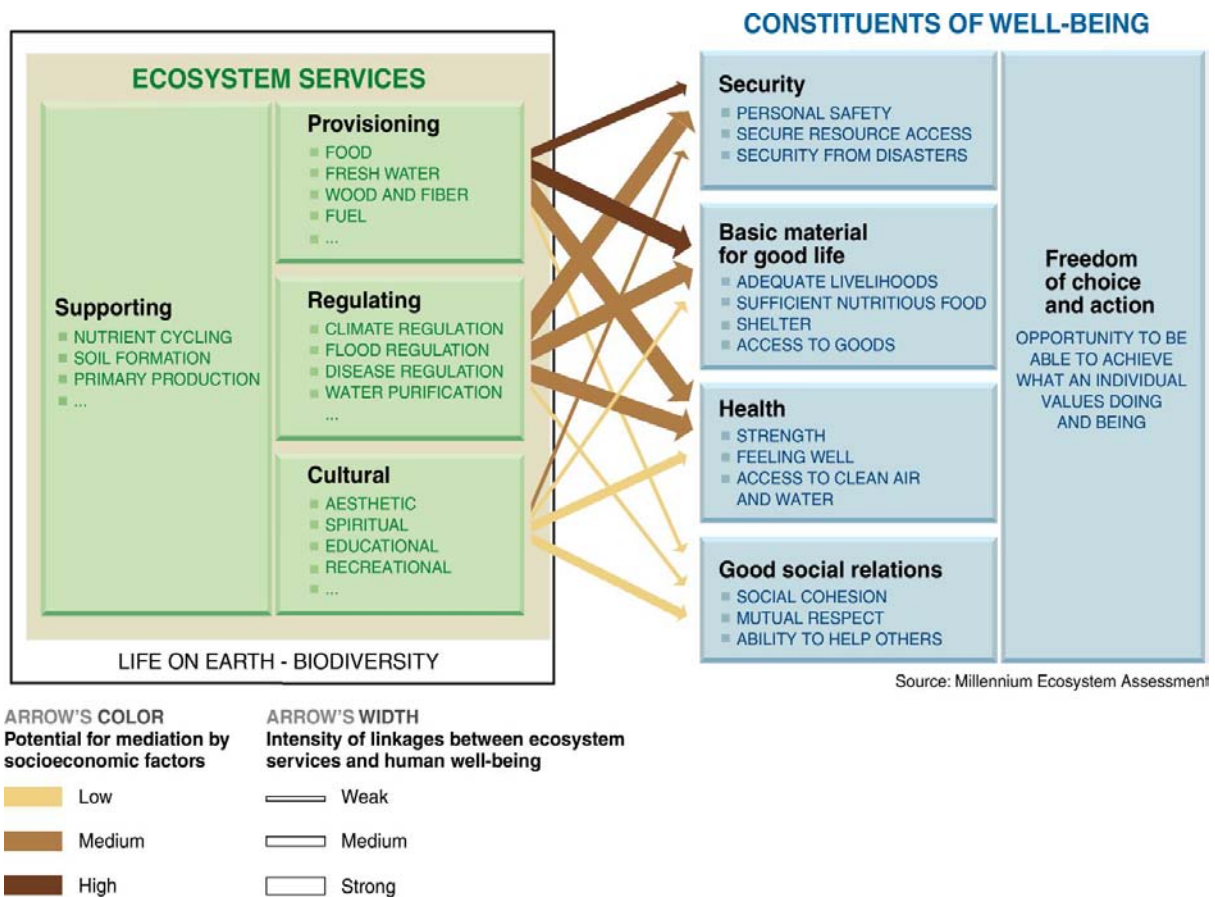 CONSTITUENTS OF WELL-BEING
ECOSYSTEM SERVICES
Supporting
NUTRIENT CYCLING
SOIL FORMATION
PRIMARY PRODUCTION
...
Provisioning
FOOD
FRESH WATER
WOOD AND FIBER
FUEL
...
Regulating
CLIMATE REGULATION
FLOOD REGULATION
DISEASE REGULATION
WATER PURIFICATION
...
Cultural
AESTHETIC
SPIRITUAL
EDUCATIONAL
RECREATIONAL
...
LIFE ON EARTH - BIODIVERSITY
Security
PERSONAL SAFETY
SECURE RESOURCE ACCESS
SECURITY FROM DISASTERS
Basic material
for good life
ADEQUATE LIVELIHOODS
SUFFICIENT NUTRITIOUS FOOD
SHELTER
ACCESS TO GOODS
Health
STRENGTH
FEELING WELL
ACCESS TO CLEAN AIR
AND WATER
Good social relations
SOCIAL COHESION
MUTUAL RESPECT
ABILITY TO HELP OTHERS
Freedom
of choice
and action
OPPORTUNITY TO BE
ABLE TO ACHIEVE
WHAT AN INDIVIDUAL
VALUES DOING
AND BEING
Source: Millennium Ecosystem Assessment
ARROW'S COLOR
Potential for mediation by
socioeconomic factors
Low
Medium
High
ARROW'S WIDTH
Intensity of linkages between ecosystem
services and human well-being
Weak
Medium
Strong